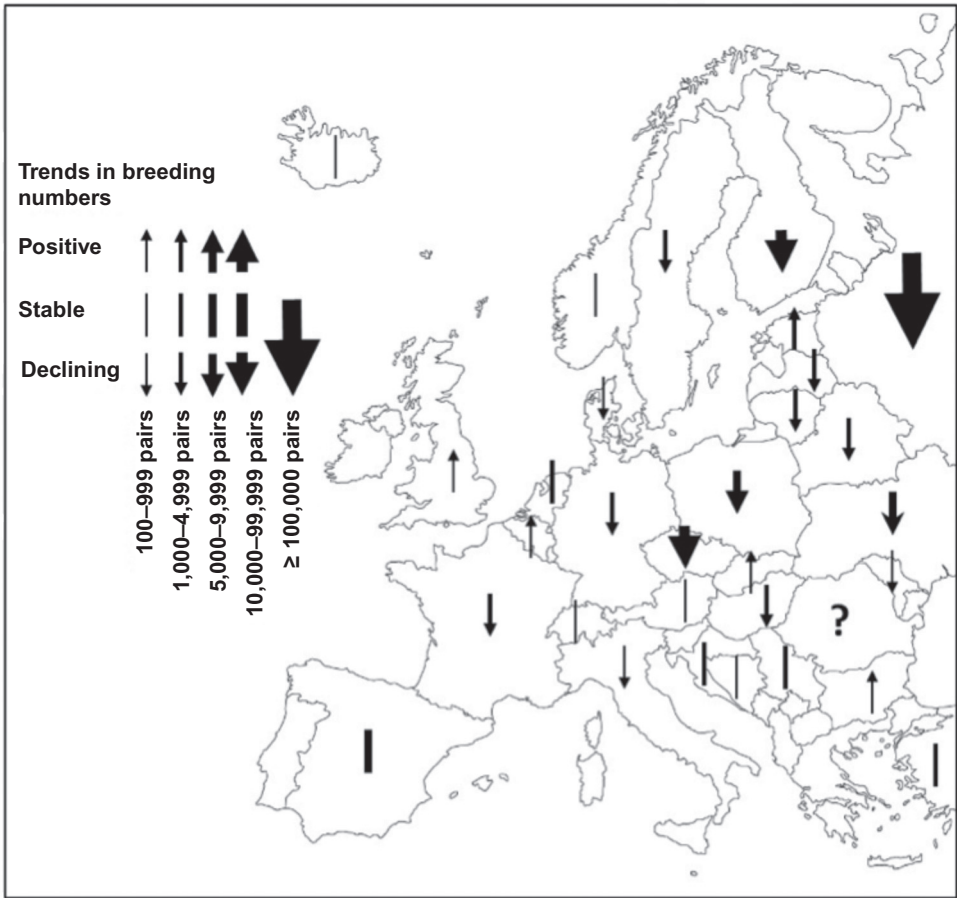 Trends in breeding
numbers
Positive
Stable
Declining
100–999 pairs
1,000–4,999 pairs
5,000–9,999 pairs
10,000–99,999 pairs
≥ 100,000 pairs
?